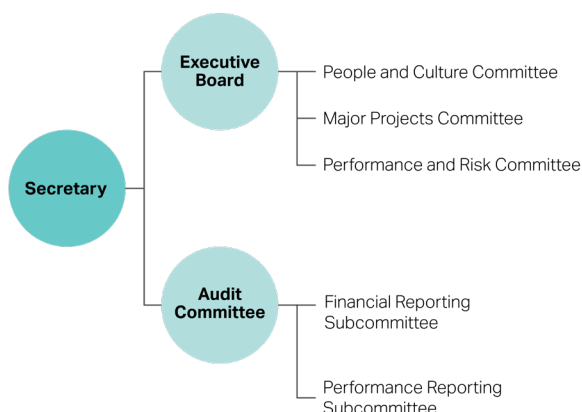 Executive
Board
People and Culture Committee
Major Projects Committee
Performance and Risk Committee
Secretary
Audit
Committee
Financial Reporting
Subcommittee
Performance Reporting
Subcommittee